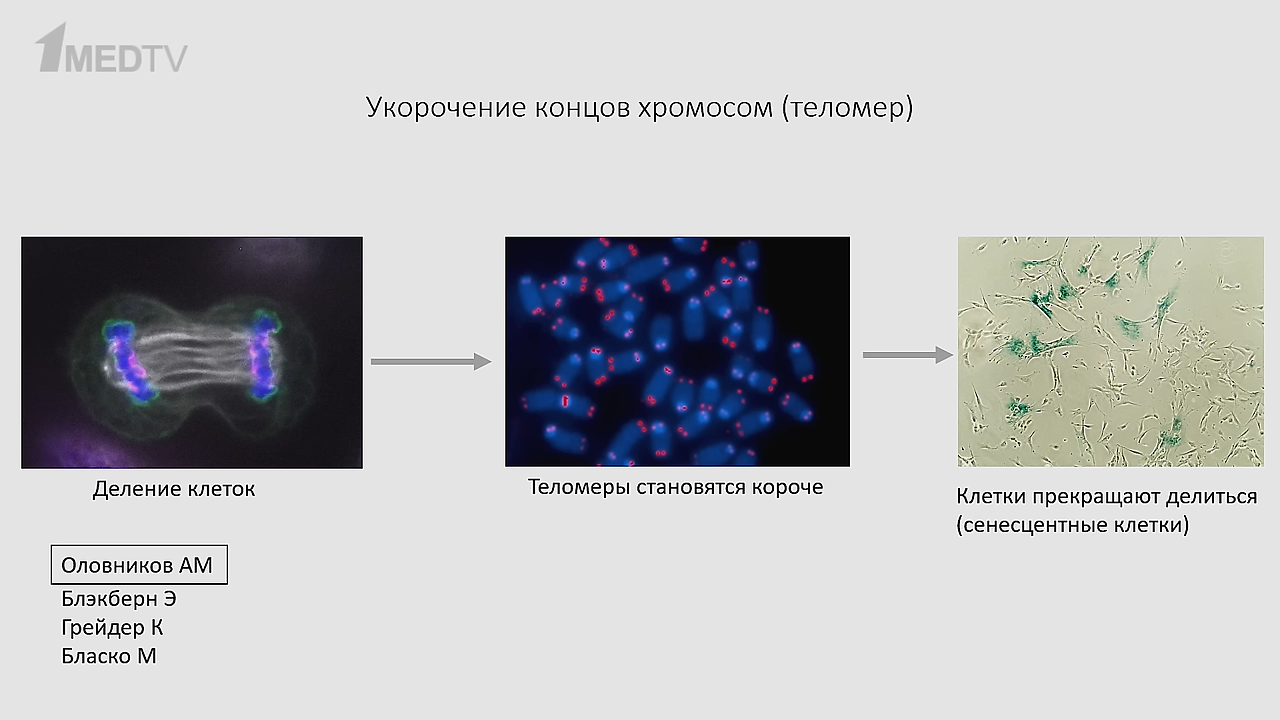 1MEDTV
Укорочение концов хромосом (теломер)
Деление клеток
Теломеры становятся короче
Клетки прекращают делиться
(сенесцентные клетки)
Оловников АМ
Блэкберн Э
Грейдер К
Бласко М